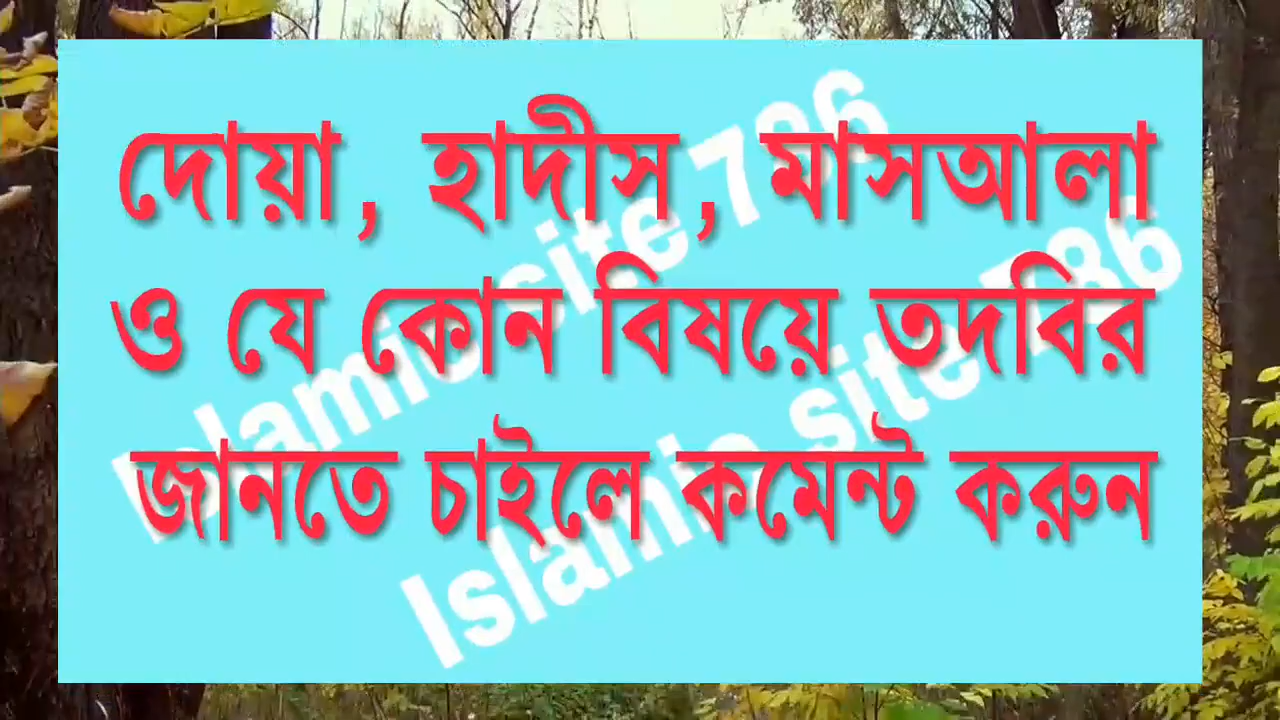 দোয়া, হাদীস, মাসআলা
ও যে কোন বিষয়ে তদবির
জানতে চাইলে কমেন্ট করুন
Islamic site 786
Islamic site 786